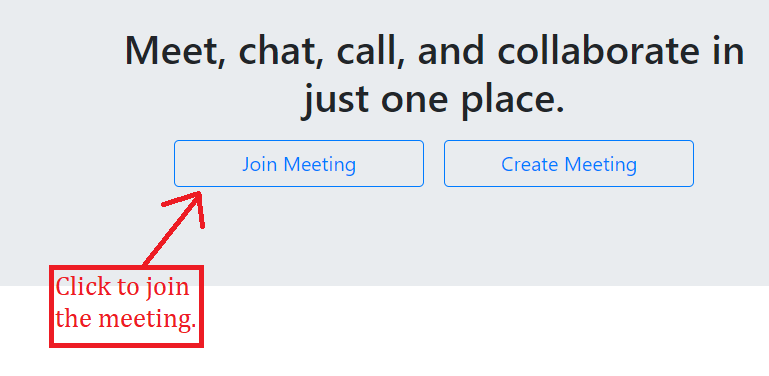 Meet, chat, call, and collaborate in
just one place.
Join Meeting
Create Meeting
Click to join
the meeting.